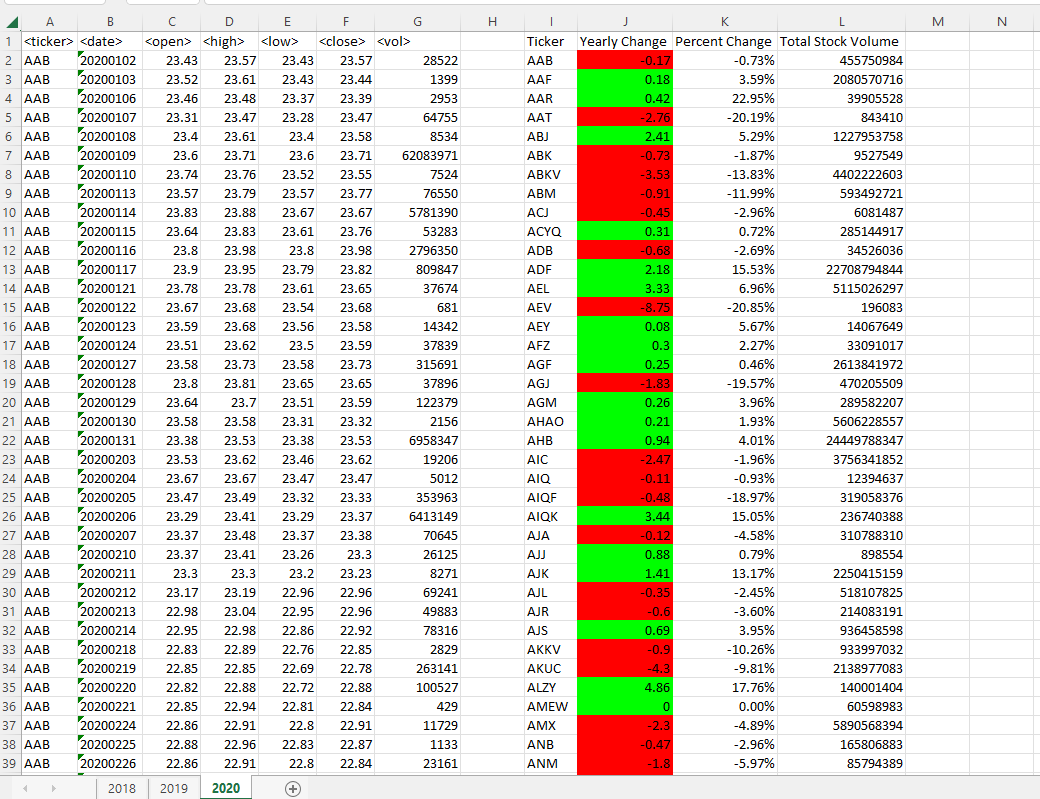 A B C D E F G H I J K L M N
1 <ticker> <date> <open> <high> <low> <close> <vol> Ticker Yearly Change Percent Change Total Stock Volume
2 AAB 20200102 23.43 23.57 23.43 23.57 28522 AAB -0.17 -0.73% 455750984
3 AAB 20200103 23.52 23.61 23.43 23.44 1399 AAF 0.18 3.59% 2080570716
4 AAB 20200106 23.46 23.48 23.37 23.39 2953 AAR 0.42 22.95% 39905528
5 AAB 20200107 23.31 23.47 23.28 23.47 64755 AAT -2.76 -20.19% 843410
6 AAB 20200108 23.4 23.61 23.4 23.58 8534 ABJ 2.41 5.29% 1227953758
7 AAB 20200109 23.6 23.71 23.6 23.71 62083971 ABK -0.73 -1.87% 9527549
8 AAB 20200110 23.74 23.76 23.52 23.55 7524 ABKV -3.53 -13.83% 4402222603
9 AAB 20200113 23.57 23.79 23.57 23.77 76550 ABM -0.91 -11.99% 593492721
10 AAB 20200114 23.83 23.88 23.67 23.67 5781390 ACJ -0.45 -2.96% 6081487
11 AAB 20200115 23.64 23.83 23.61 23.76 53283 ACYQ 0.31 0.72% 285144917
12 AAB 20200116 23.8 23.98 23.8 23.98 2796350 ADB -0.68 -2.69% 34526036
13 AAB 20200117 23.9 23.95 23.79 23.82 809847 ADF 2.18 15.53% 22708794844
14 AAB 20200121 23.78 23.78 23.61 23.65 37674 AEL 3.33 6.96% 5115026297
15 AAB 20200122 23.67 23.68 23.54 23.68 681 AEV -8.75 -20.85% 196083
16 AAB 20200123 23.59 23.68 23.56 23.58 14342 AEY 0.08 5.67% 14067649
17 AAB 20200124 23.51 23.62 23.5 23.59 37839 AFZ 0.3 2.27% 33091017
18 AAB 20200127 23.58 23.73 23.58 23.73 315691 AGF 0.25 0.46% 2613841972
19 AAB 20200128 23.8 23.81 23.65 23.65 37896 AGJ -1.83 -19.57% 470205509
20 AAB 20200129 23.64 23.7 23.51 23.59 122379 AGM 0.26 3.96% 289582207
21 AAB 20200130 23.58 23.58 23.31 23.32 2156 AHAO 0.21 1.93% 5606228557
22 AAB 20200131 23.38 23.53 23.38 23.53 6958347 AHB 0.94 4.01% 24449788347
23 AAB 20200203 23.53 23.62 23.46 23.62 19206 AIC -2.47 -1.96% 3756341852
24 AAB 20200204 23.67 23.67 23.47 23.47 5012 AIQ -0.11 -0.93% 12394637
25 AAB 20200205 23.47 23.49 23.32 23.33 353963 AIQF -0.48 -18.97% 319058376
26 AAB 20200206 23.29 23.41 23.29 23.37 6413149 AIQK 3.44 15.05% 236740388
27 AAB 20200207 23.37 23.48 23.37 23.38 70645 AJA -0.12 -4.58% 310788310
28 AAB 20200210 23.37 23.41 23.26 23.3 26125 AJJ 0.88 0.79% 898554
29 AAB 20200211 23.3 23.3 23.2 23.23 8271 AJK 1.41 13.17% 2250415159
30 AAB 20200212 23.17 23.19 22.96 22.96 69241 AJL -0.35 -2.45% 518107825
31 AAB 20200213 22.98 23.04 22.95 22.96 49883 AJR -0.6 -3.60% 214083191
32 AAB 20200214 22.95 22.98 22.86 22.92 78316 AJS 0.69 3.95% 936458598
33 AAB 20200218 22.83 22.89 22.76 22.85 2829 AKKV -0.9 -10.26% 933997032
34 AAB 20200219 22.85 22.85 22.69 22.78 263141 AKUC -4.3 -9.81% 2138977083
35 AAB 20200220 22.82 22.88 22.72 22.88 100527 ALZY 4.86 17.76% 140001404
36 AAB 20200221 22.85 22.94 22.81 22.84 429 AMEW 0 0.00% 60598983
37 AAB 20200224 22.86 22.91 22.8 22.91 11729 AMX -2.3 -4.89% 5890568394
38 AAB 20200225 22.88 22.96 22.83 22.87 1133 ANB -0.47 -2.96% 165806883
39 AAB 20200226 22.86 22.91 22.8 22.84 23161 ANM -1.8 -5.97% 85794389
2018 2019 2020